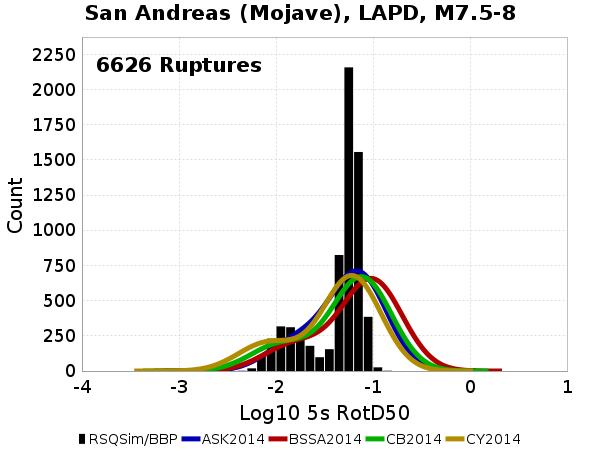 San Andreas (Mojave), LAPD, M7.5-8
6626 Ruptures
Count
2250
2000
1750
1500
1250
1000
750
500
250
0
-4 -3 -2 -1 0 1
Log10 5s RotD50
RSQSim/BBP ASK2014 BSSA2014 CB2014 CY2014